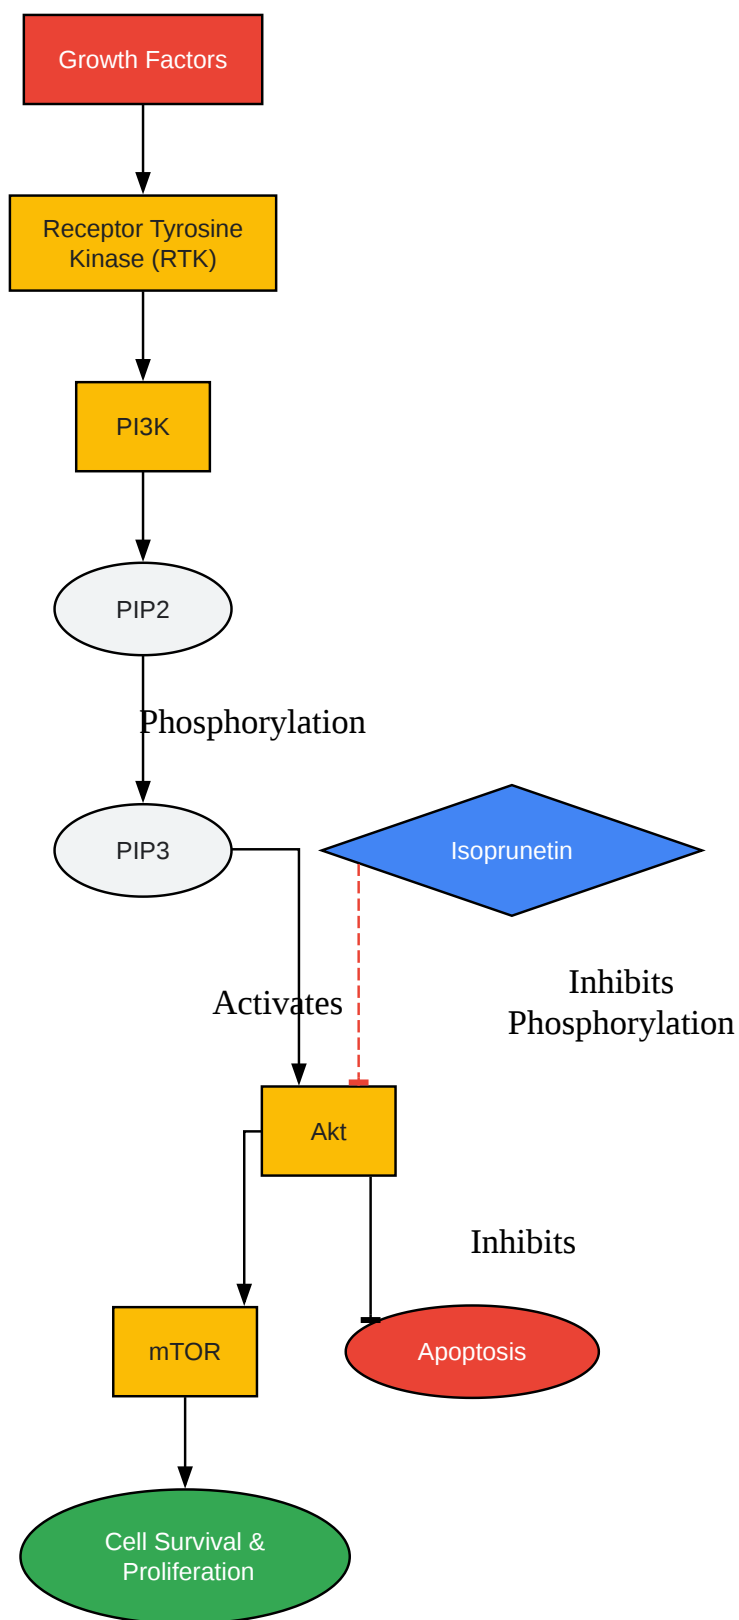 Growth Factors
Receptor Tyrosine
Kinase (RTK)
PI3K
PIP2
Phosphorylation
PIP3
Isoprunetin
Activates
Inhibits
Phosphorylation
Akt
Inhibits
mTOR
Apoptosis
Cell Survival &
Proliferation